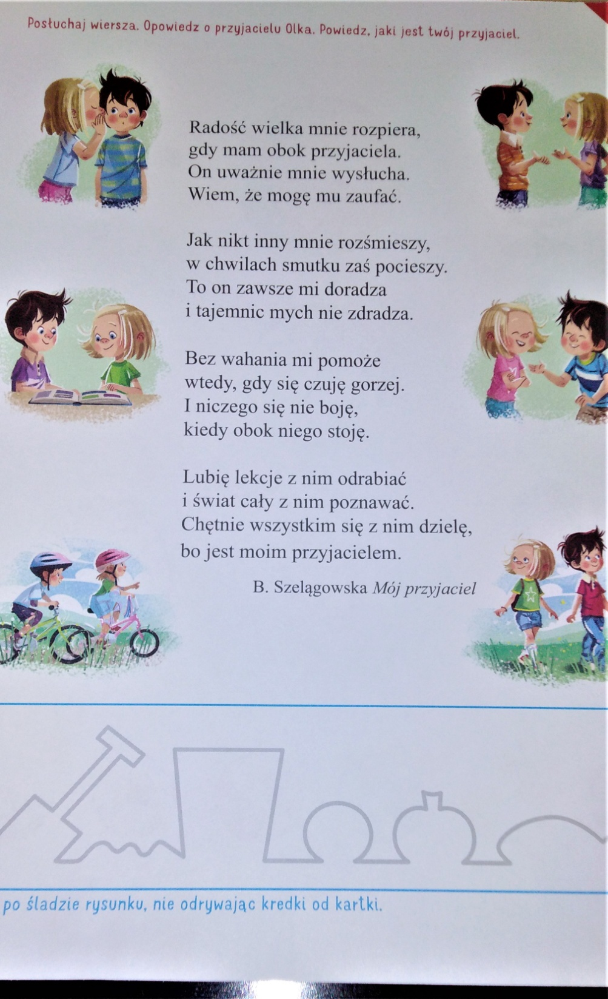 Posłuchaj wiersza. Opowiedz o przyjacielu Olka. Powiedz, jaki jest twój przyjaciel.
Radość wielka mnie rozpiera,
gdy mam obok przyjaciela.
On uważnie mnie wysłucha.
Wiem, że mogę mu zaufać.
Jak nikt inny mnie rozśmieszy,
w chwilach smutku zaś pocieszy.
To on zawsze mi doradza
i tajemnic mych nie zdradza.
Bez wahania mi pomoże
wtedy, gdy się czuję gorzej.
I niczego się nie boję,
kiedy obok niego stoję.
Lubię lekcje z nim odrabiać
i świat cały z nim poznawać.
Chętnie wszystkim się z nim dzielę,
bo jest moim przyjacielem.
B. Szelągowska Mój przyjaciel
po śladzie rysunku, nie odrywając kredki od kartki.